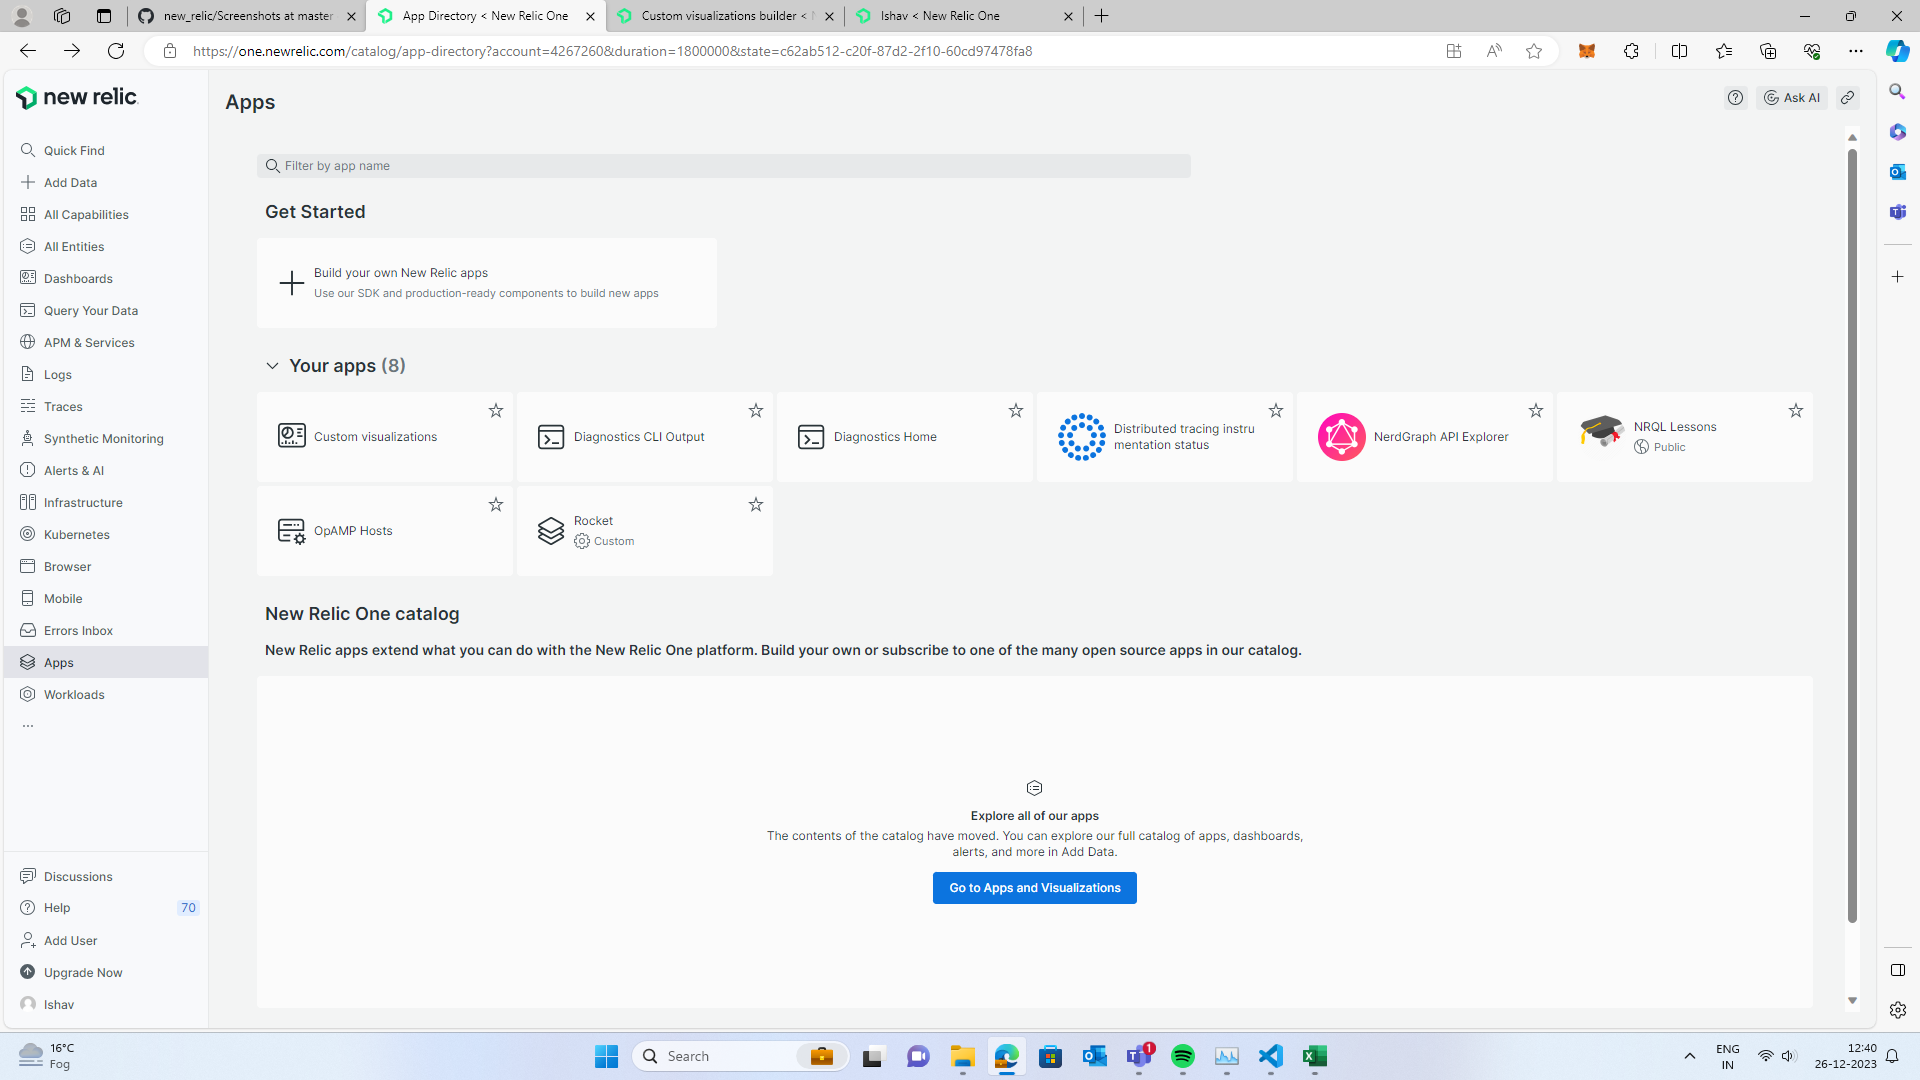 new_relic/Screenshots at master
App Directory < New Relic One
Custom visualizations builder <
Ishav < New Relic One
https://one.newrelic.com/catalog/app-directory?account=4267260&duration=1800000&state=c62ab512-c20f-87d2-2f10-60cd97478fa8
new relic
Quick Find
Add Data
All Capabilities
All Entities
Dashboards
Query Your Data
APM & Services
Logs
Traces
Synthetic Monitoring
Alerts & AI
Infrastructure
Kubernetes
Browser
Mobile
Errors Inbox
Apps
Workloads
...
Discussions
Help 70
Add User
Upgrade Now
Ishav
Apps
Ask AI
Filter by app name
Get Started
Build your own New Relic apps
Use our SDK and production-ready components to build new apps
Your apps (8)
Custom visualizations
Diagnostics CLI Output
Diagnostics Home
Distributed tracing instru
mentation status
NerdGraph API Explorer
NRQL Lessons
Public
OpAMP Hosts
Rocket
Custom
New Relic One catalog
New Relic apps extend what you can do with the New Relic One platform. Build your own or subscribe to one of the many open source apps in our catalog.
Explore all of our apps
The contents of the catalog have moved. You can explore our full catalog of apps, dashboards,
alerts, and more in Add Data.
Go to Apps and Visualizations
16°C
Fog
Search
1
ENG
IN
12:40
26-12-2023